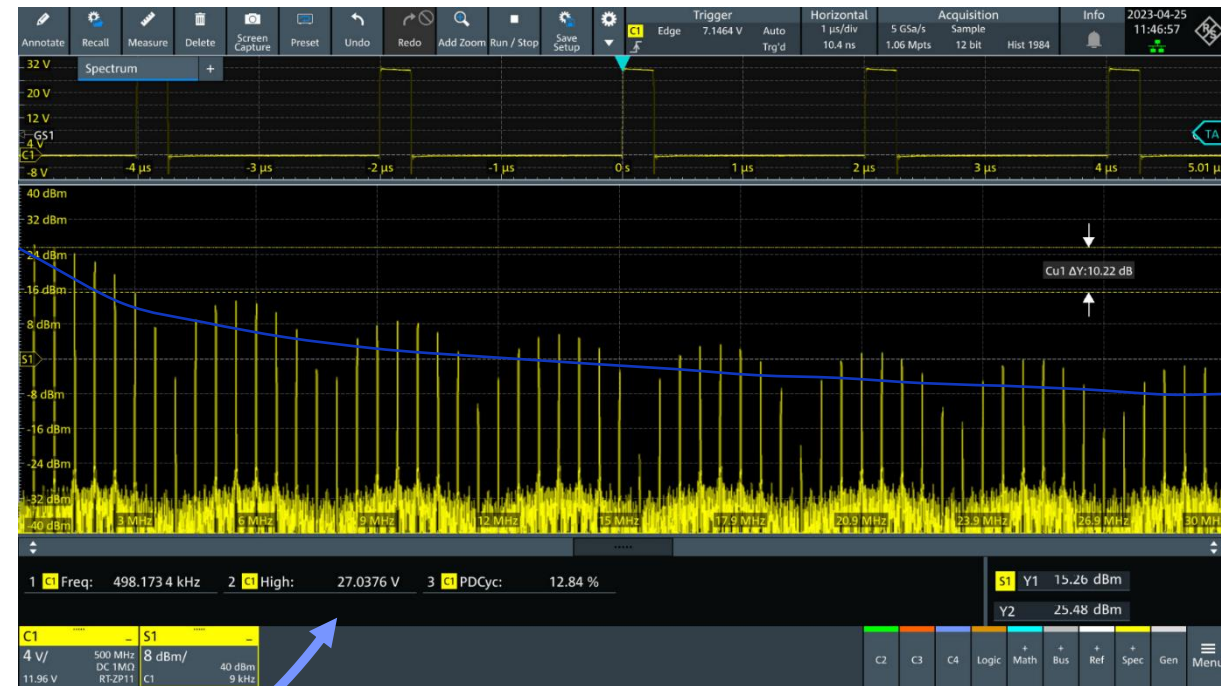 Annotate Recall Measure Delete Screen Capture Preset Undo Redo Add Zoom Run / Stop Save Setup
Trigger
C1 Edge 7.1464 V Auto
Trg'd
Horizontal
1 µs/div
10.4 ns
Acquisition
5 GSa/s Sample
1.06 Mpts 12 bit Hist 1984
Info
2023-04-25
11:46:57
32 V
Spectrum +
20 V
12 V
GS1
4 V
C1
-8 V
TA
-4 µs -3 µs -2 µs -1 µs 0 s 1 µs 2 µs 3 µs 4 µs 5.01 µ
40 dBm
32 dBm
24 dBm
Cu1 ΔY:10.22 dB
16 dBm
8 dBm
S1
-8 dBm
-16 dBm
-24 dBm
-32 dBm
-40 dBm
3 MHz 6 MHz 9 MHz 12 MHz 15 MHz 17.9 MHz 20.9 MHz 23.9 MHz 26.9 MHz 30 MHz
1 C1 Freq: 498.173 4 kHz 2 C1 High: 27.0376 V 3 C1 PDCyc: 12.84 %
S1 Y1 15.26 dBm
Y2 25.48 dBm
C1
4 V/ 500 MHz
DC 1MΩ
11.96 V RT-ZP11
S1
8 dBm/ 40 dBm
C1 9 kHz
C2 C3 C4 Logic + Math + Bus + Ref + Spec Gen Menu